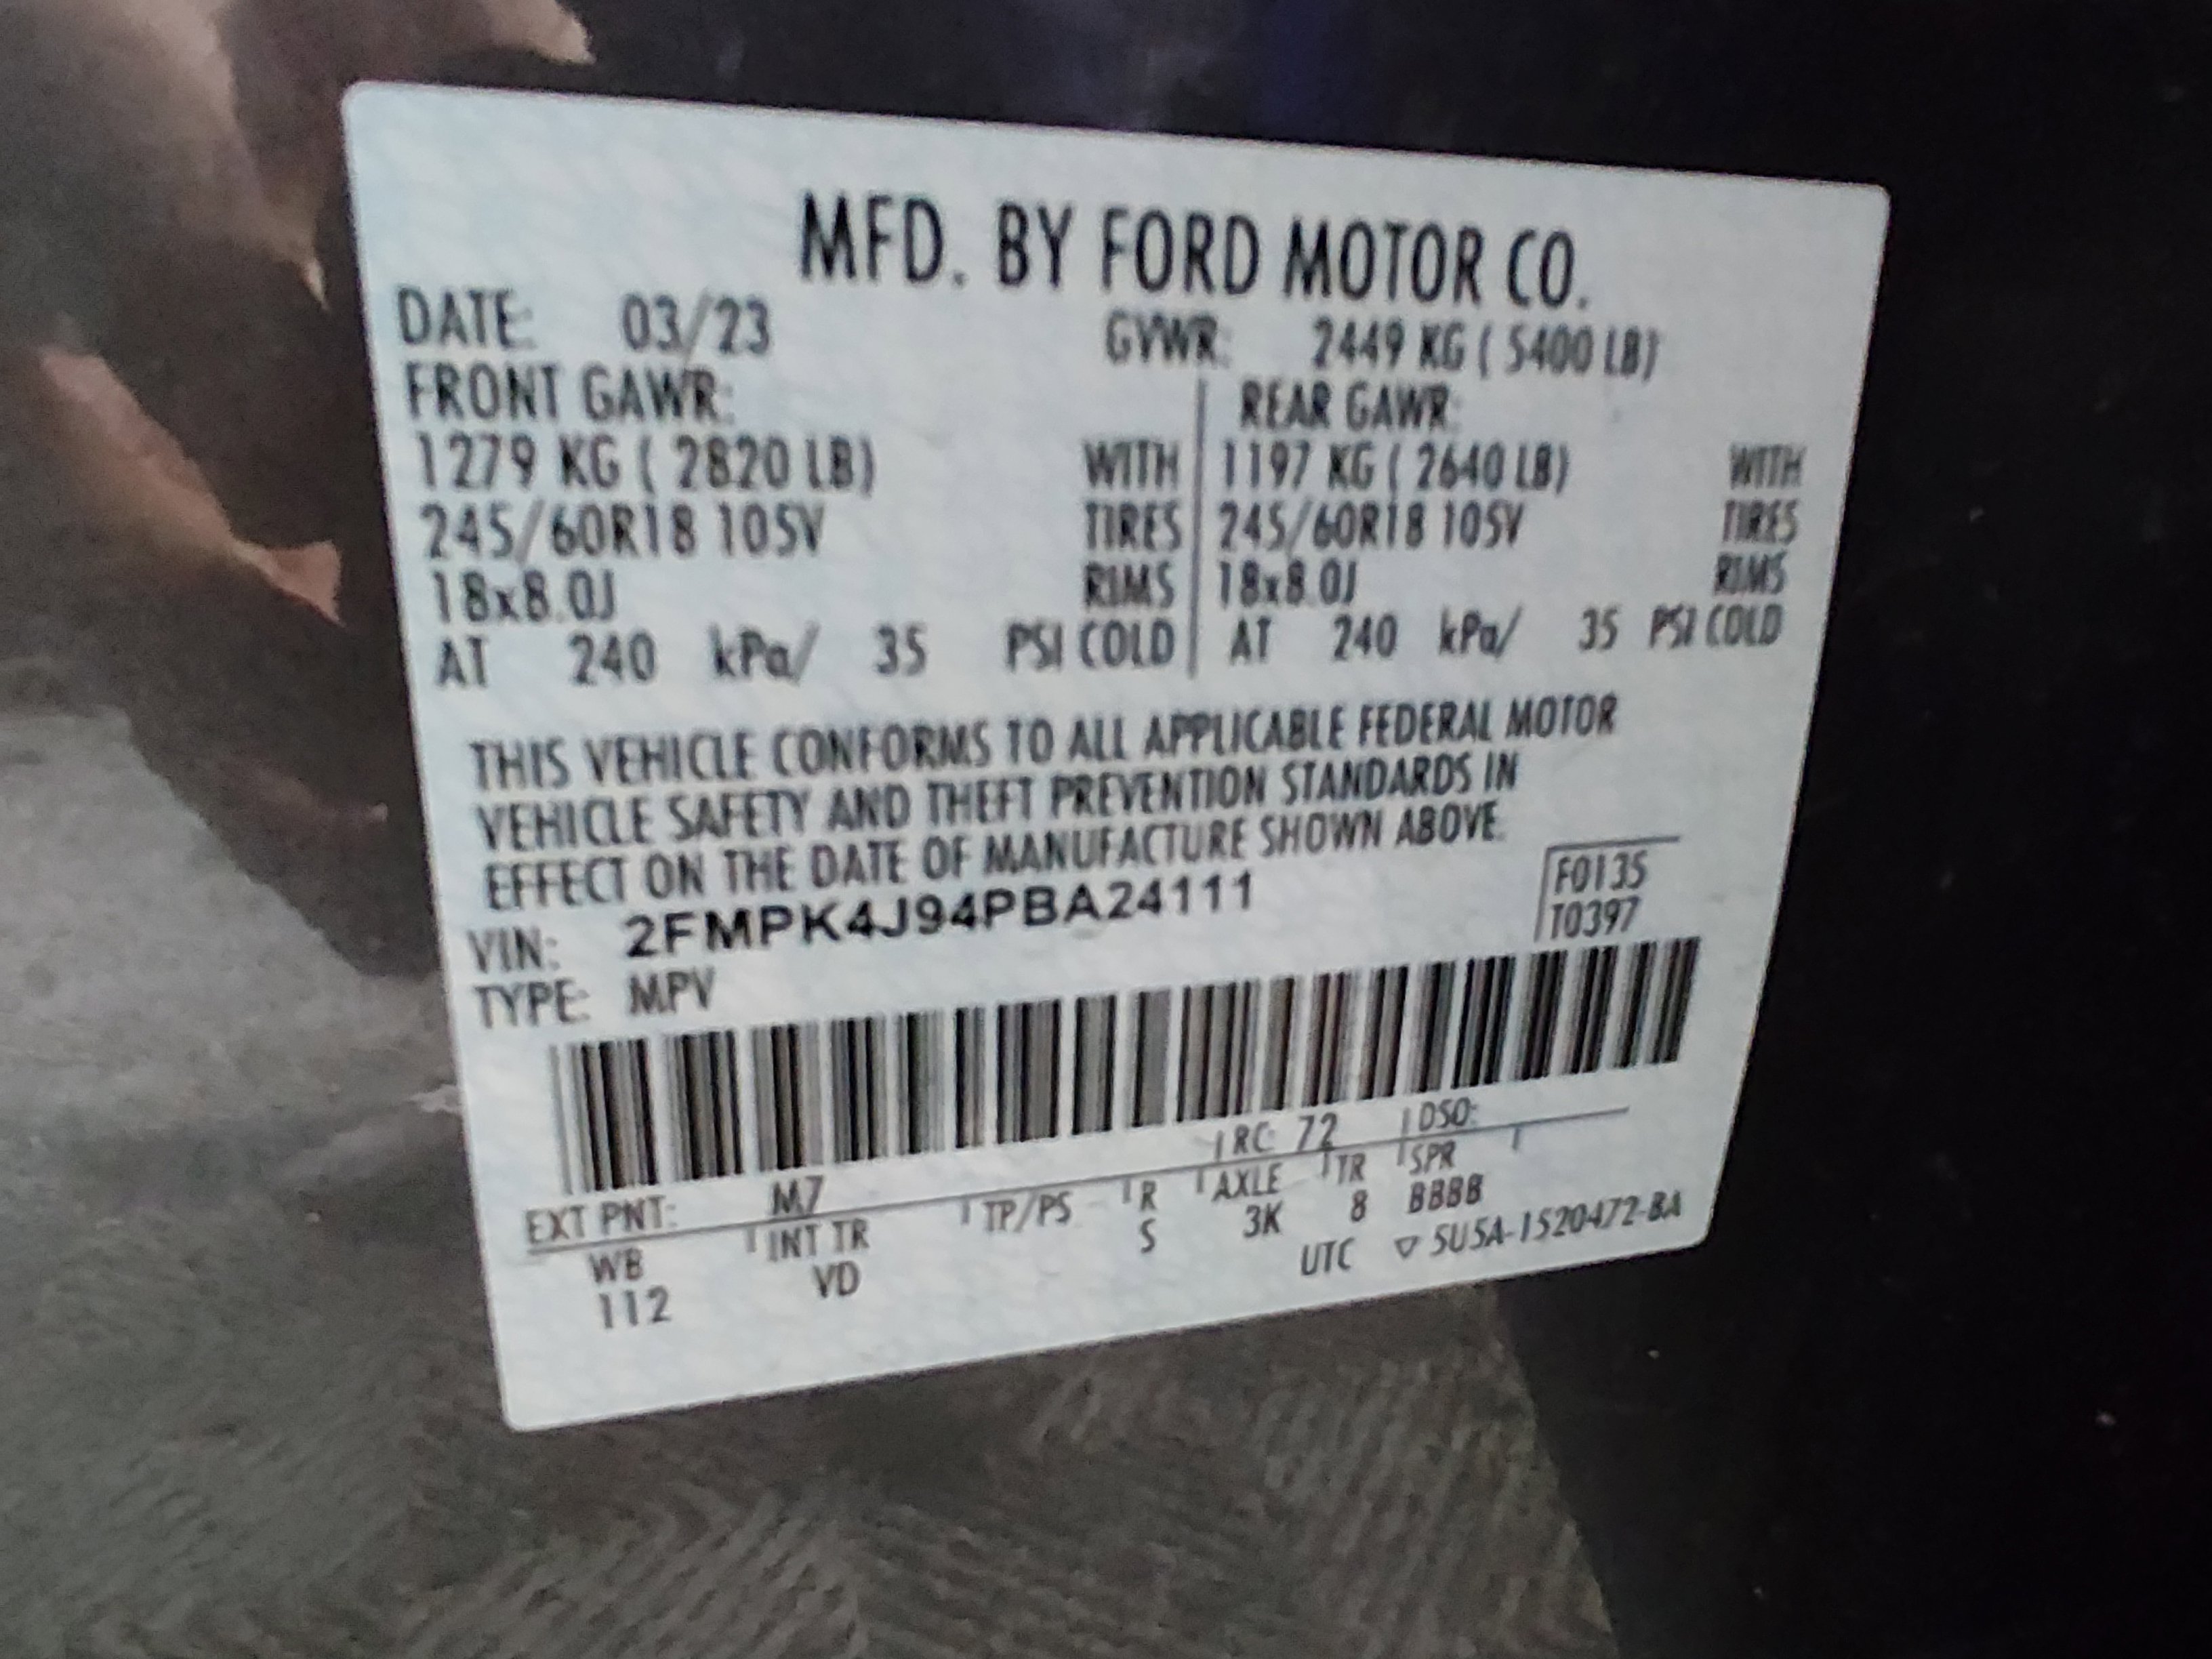 MFD. BY FORD MOTOR CO.
DATE: 03/23 GVWR: 2449 KG ( 5400 LB)
FRONT GAWR: REAR GAWR:
1279 KG ( 2820 LB) WITH 1197 KG ( 2640 LB) WITH
245/60R18 105V TIRES 245/60R18 105V TIRES
18x8.0J RIMS 18x8.0J RIMS
AT 240 kPa/ 35 PSI COLD AT 240 kPa/ 35 PSI COLD
THIS VEHICLE CONFORMS TO ALL APPLICABLE FEDERAL MOTOR
VEHICLE SAFETY AND THEFT PREVENTION STANDARDS IN
EFFECT ON THE DATE OF MANUFACTURE SHOWN ABOVE.
VIN: 2FMPK4J94PBA24111
F0135
T0397
TYPE: MPV
EXT PNT: M7 RC: 72 DSO:
WB INT TR TP/PS R AXLE TR SPR
112 VD S 3K 8 BBBB
UTC ▽ 5U5A-1520472-BA